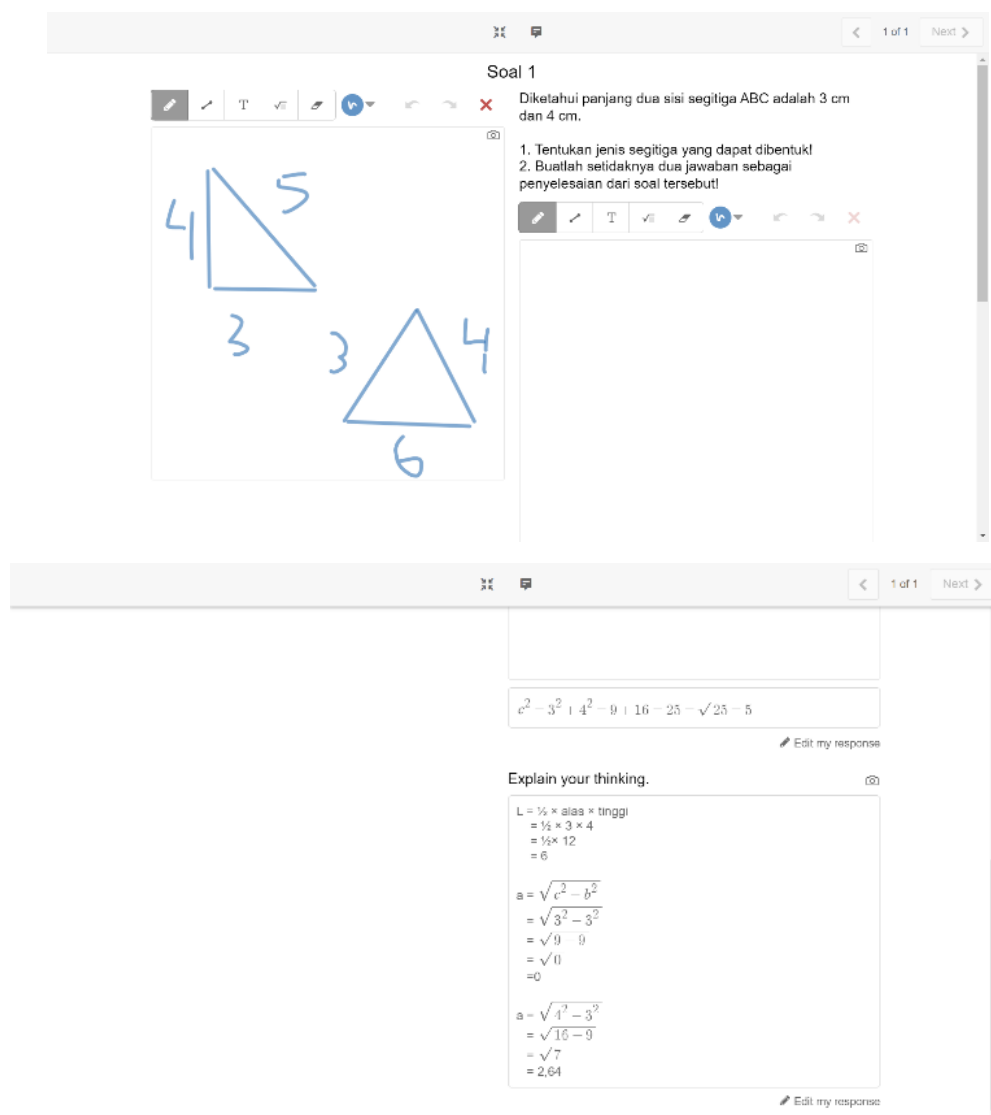 1 of 1 Next
Soal 1
T
Diketahui panjang dua sisi segitiga ABC adalah 3 cm
dan 4 cm.
1. Tentukan jenis segitiga yang dapat dibentuk!
2. Buatlah setidaknya dua jawaban sebagai
penyelesaian dari soal tersebut!
T
4
5
3
3
4
6
1 of 1 Next
c² = 3² + 4² = 9 + 16 = 25 = √25 = 5
Edit my response
Explain your thinking.
L = ½ × alas × tinggi
= ½ × 3 × 4
= ½× 12
= 6
a = √(c² − b²)
= √(3² − 3²)
= √9 − 9
= √0
=0
a = √(4² − 3²)
= √(16 − 9)
= √7
= 2,64
Edit my response